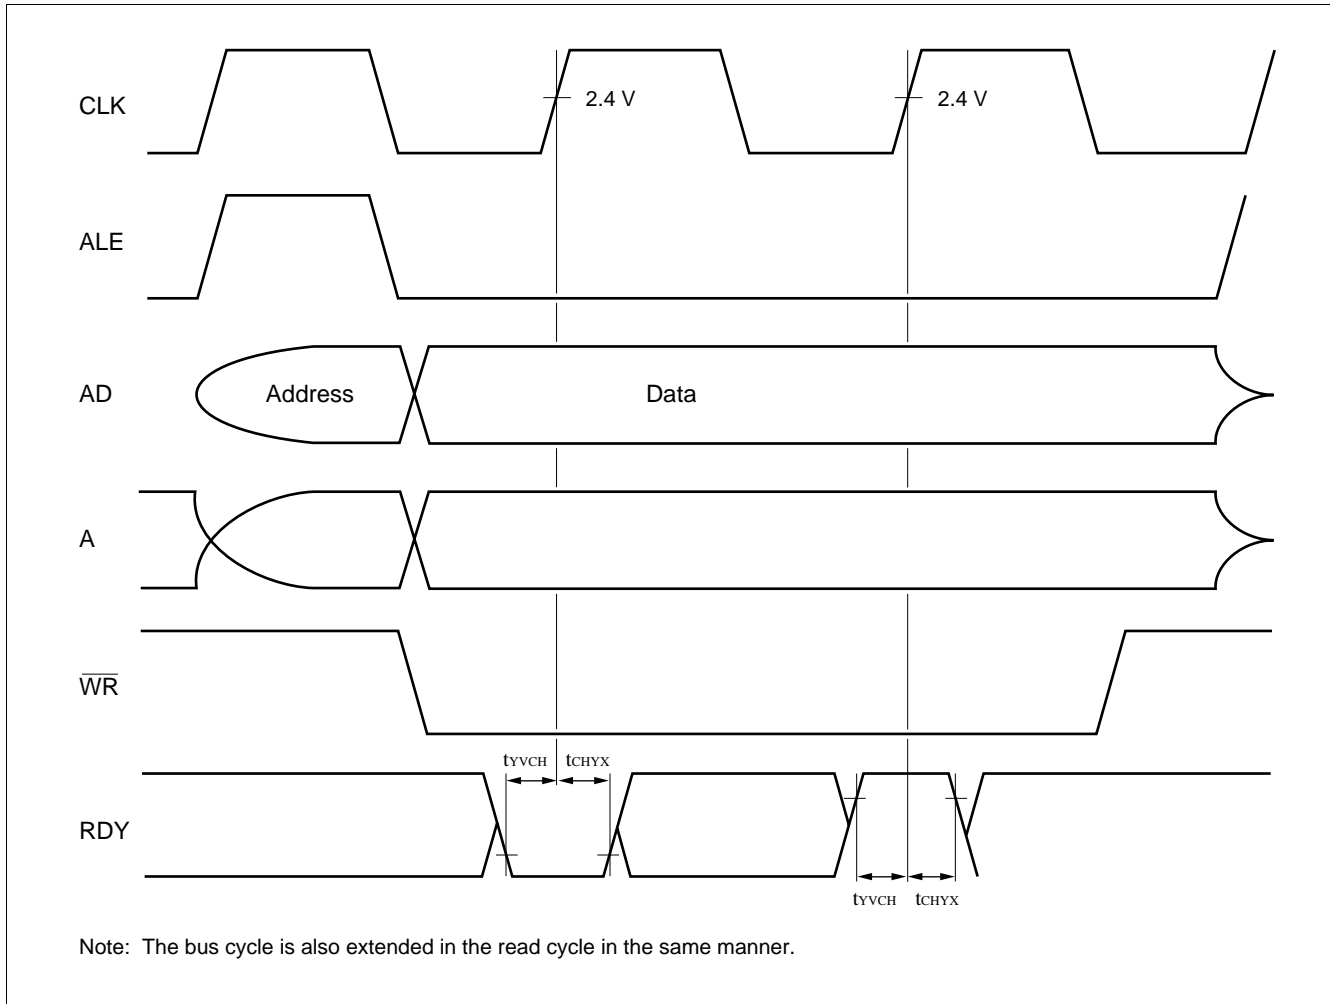 CLK
2.4 V
2.4 V
ALE
AD
Address
Data
A
W̅R̅
tYVCH
tCHYX
RDY
tYVCH
tCHYX
Note: The bus cycle is also extended in the read cycle in the same manner.